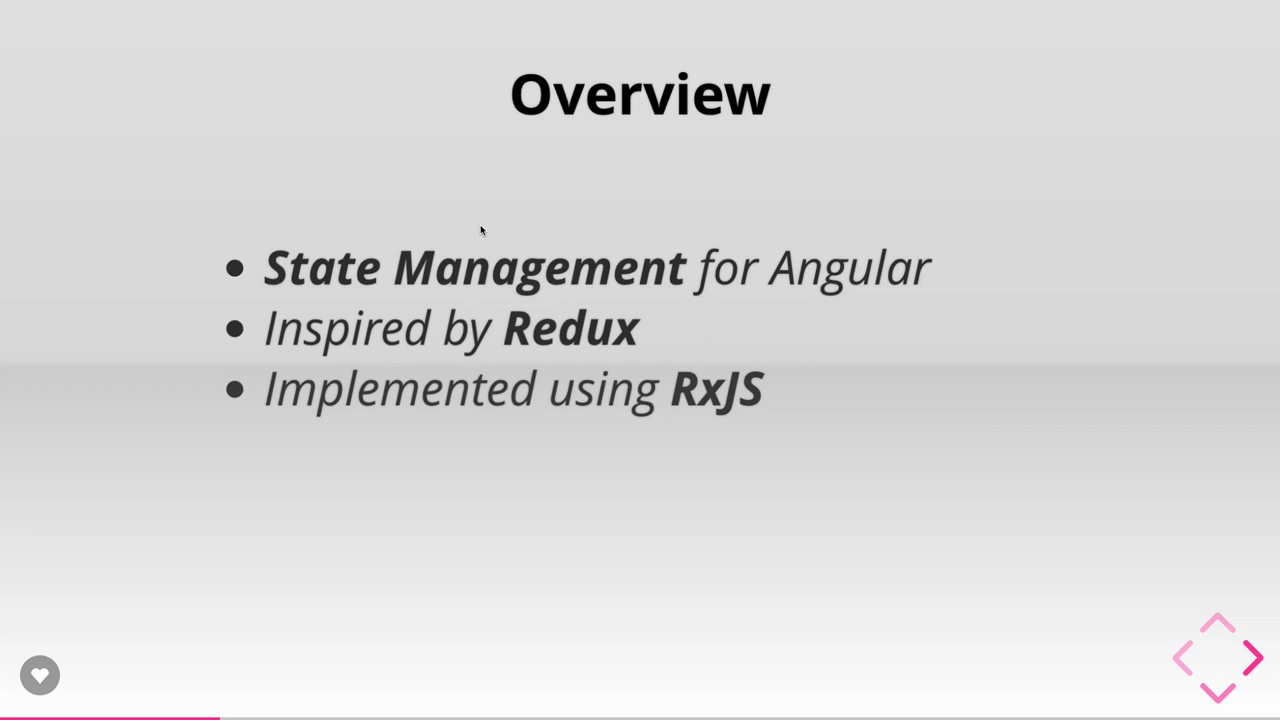 Overview
State Management for Angular
Inspired by Redux
Implemented using RxJS